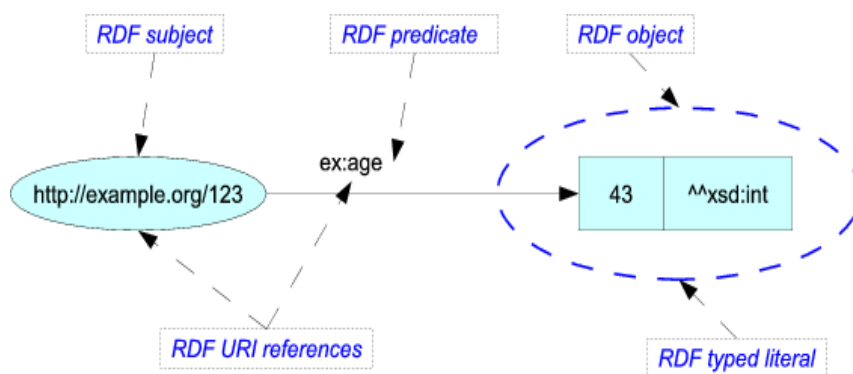 RDF subject
RDF predicate
RDF object
ex:age
http://example.org/123
43
^^xsd:int
RDF URI references
RDF typed literal